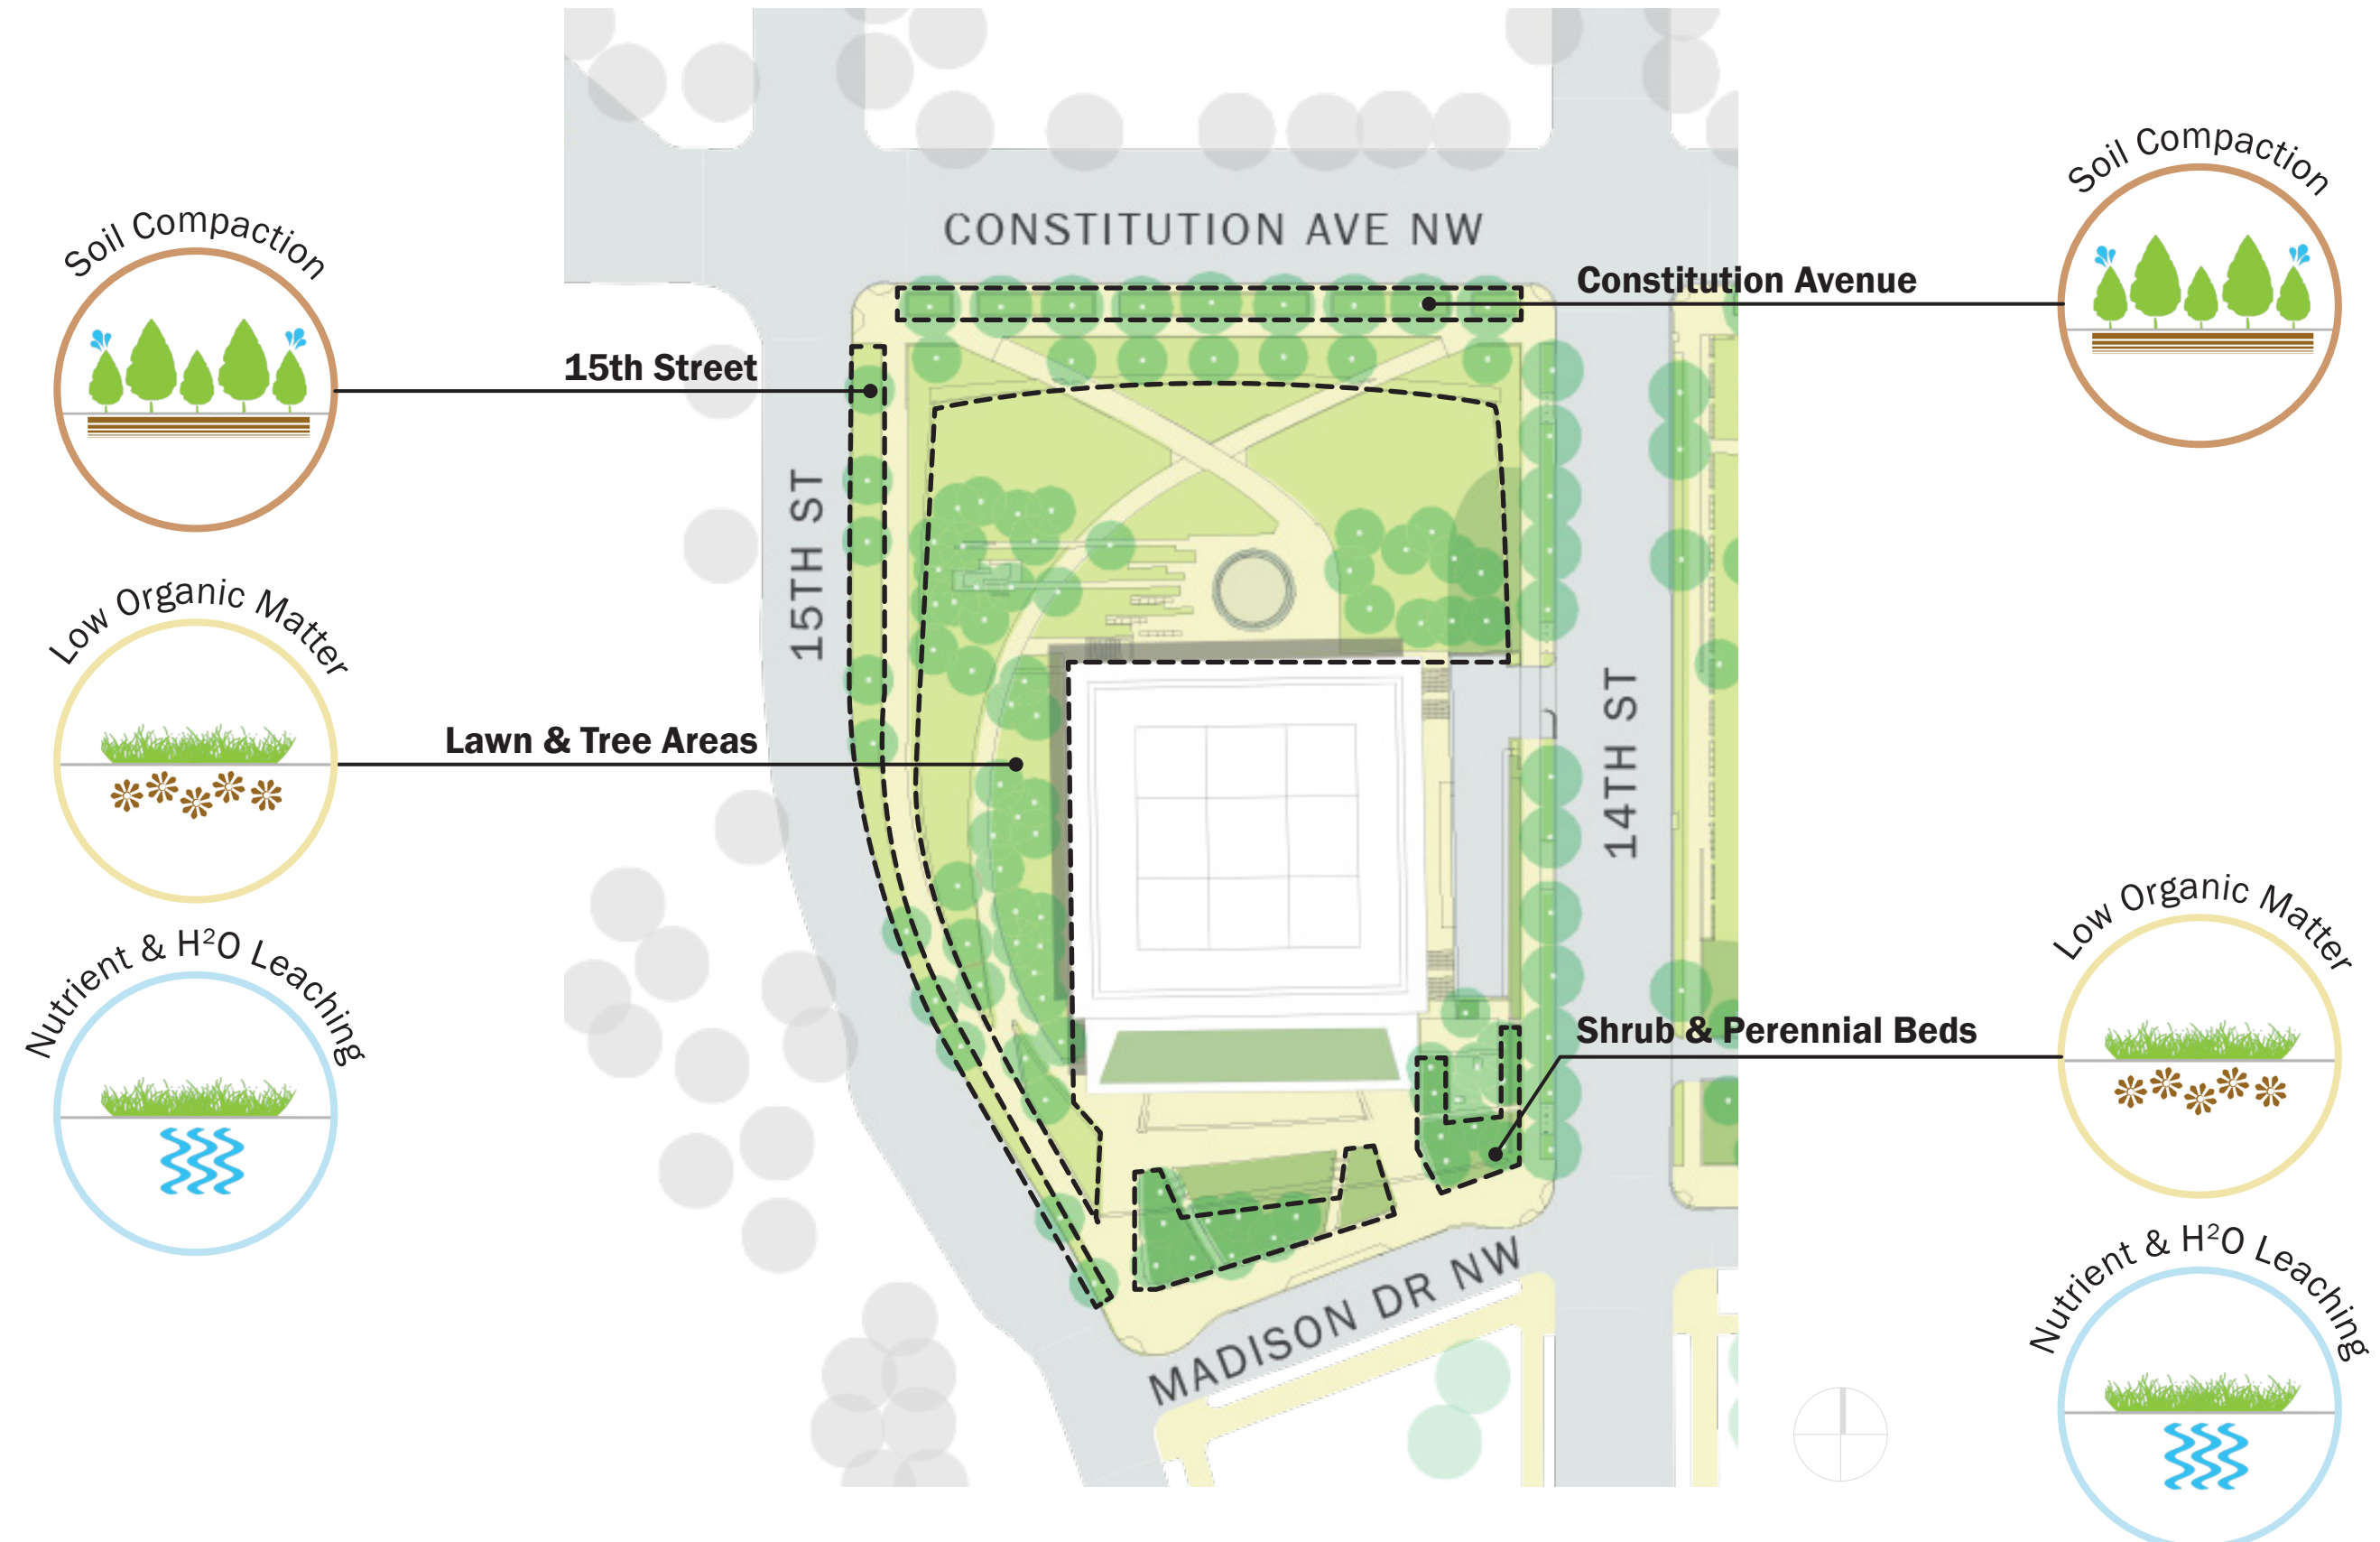 Soil Compaction
CONSTITUTION AVE NW
Soil Compaction
Constitution Avenue
15th Street
15TH ST
Low Organic Matter
Lawn & Tree Areas
14TH ST
Nutrient & H²O Leaching
Low Organic Matter
Shrub & Perennial Beds
MADISON DR NW
Nutrient & H²O Leaching